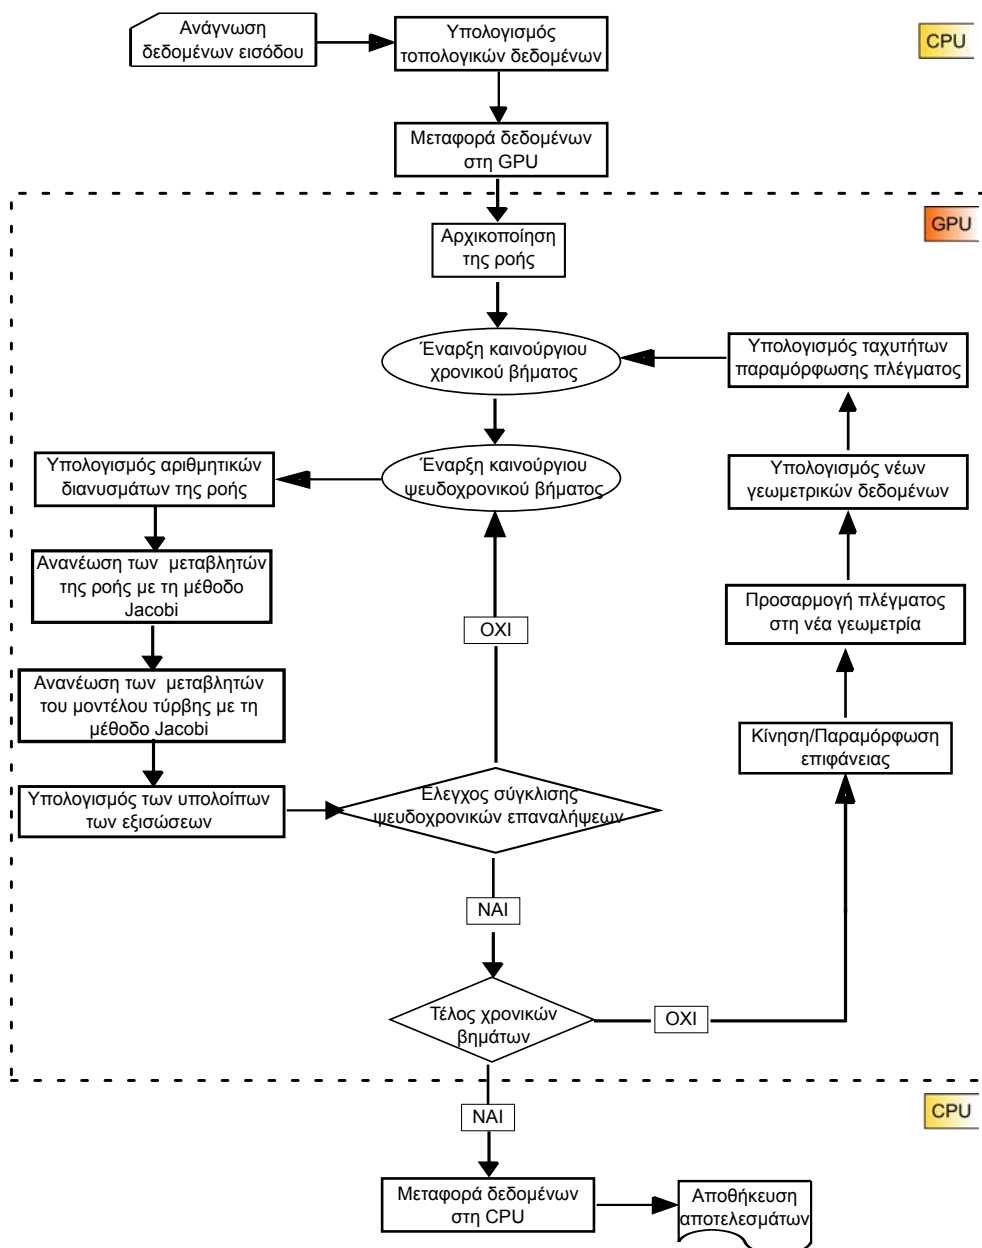 Ανάγνωση
δεδομένων εισόδου
Υπολογισμός
τοπολογικών δεδομένων
CPU
Μεταφορά δεδομένων
στη GPU
GPU
Αρχικοποίηση
της ροής
Έναρξη καινούργιου
χρονικού βήματος
Υπολογισμός ταχυτήτων
παραμόρφωσης πλέγματος
Έναρξη καινούργιου
ψευδοχρονικού βήματος
Υπολογισμός αριθμητικών
διανυσμάτων της ροής
Υπολογισμός νέων
γεωμετρικών δεδομένων
Ανανέωση των μεταβλητών
της ροής με τη μέθοδο
Jacobi
Προσαρμογή πλέγματος
στη νέα γεωμετρία
ΟΧΙ
Ανανέωση των μεταβλητών
του μοντέλου τύρβης με τη
μέθοδο Jacobi
Κίνηση/Παραμόρφωση
επιφάνειας
Υπολογισμός των υπολοίπων
των εξισώσεων
Ελεγχος σύγκλισης
ψευδοχρονικών επαναλήψεων
ΝΑΙ
Τέλος χρονικών
βημάτων
ΟΧΙ
ΝΑΙ
CPU
Μεταφορά δεδομένων
στη CPU
Αποθήκευση
αποτελεσμάτων